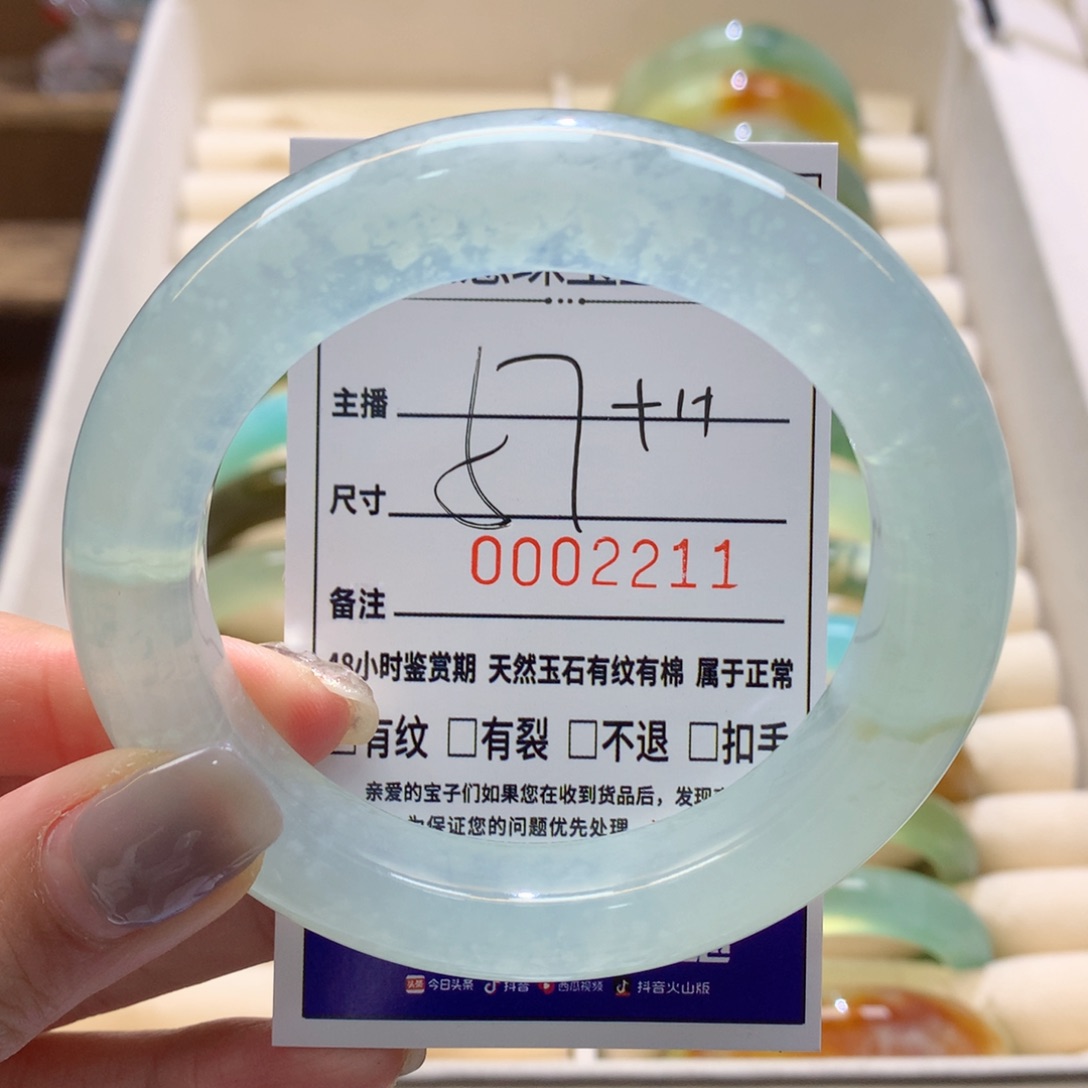 主播
尺寸
0002211
备注
48小时鉴赏期 天然玉石有纹有棉 属于正常
□有纹 □有裂 □不退 □扣手
亲爱的宝子们如果您在收到货品后,发现
为保证您的问题优先处理
头条 今日头条 抖音 西瓜视频 抖音火山版